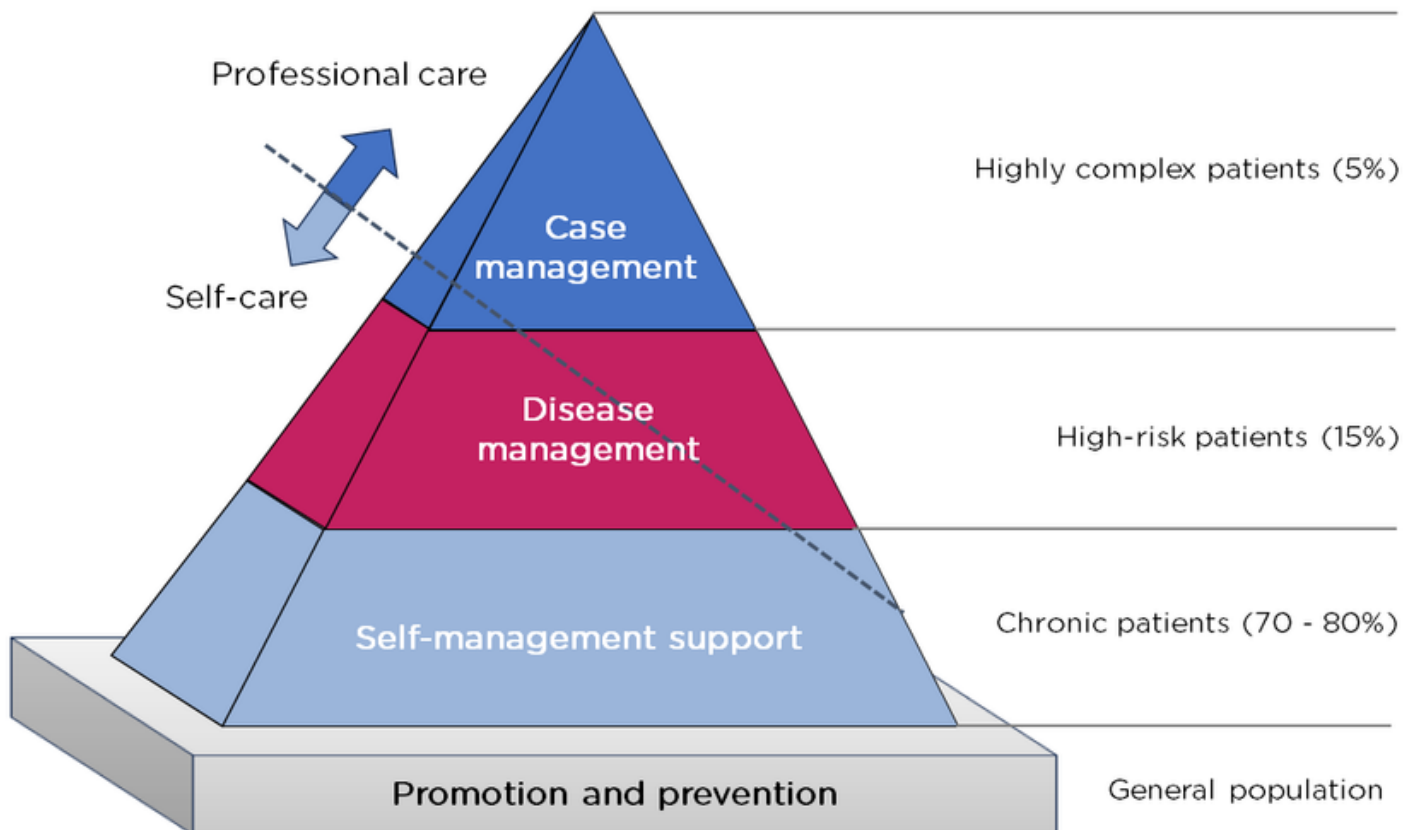 Professional care
Self-care
Case
management
Highly complex patients (5%)
Disease
management
High-risk patients (15%)
Self-management support
Chronic patients (70 - 80%)
Promotion and prevention
General population